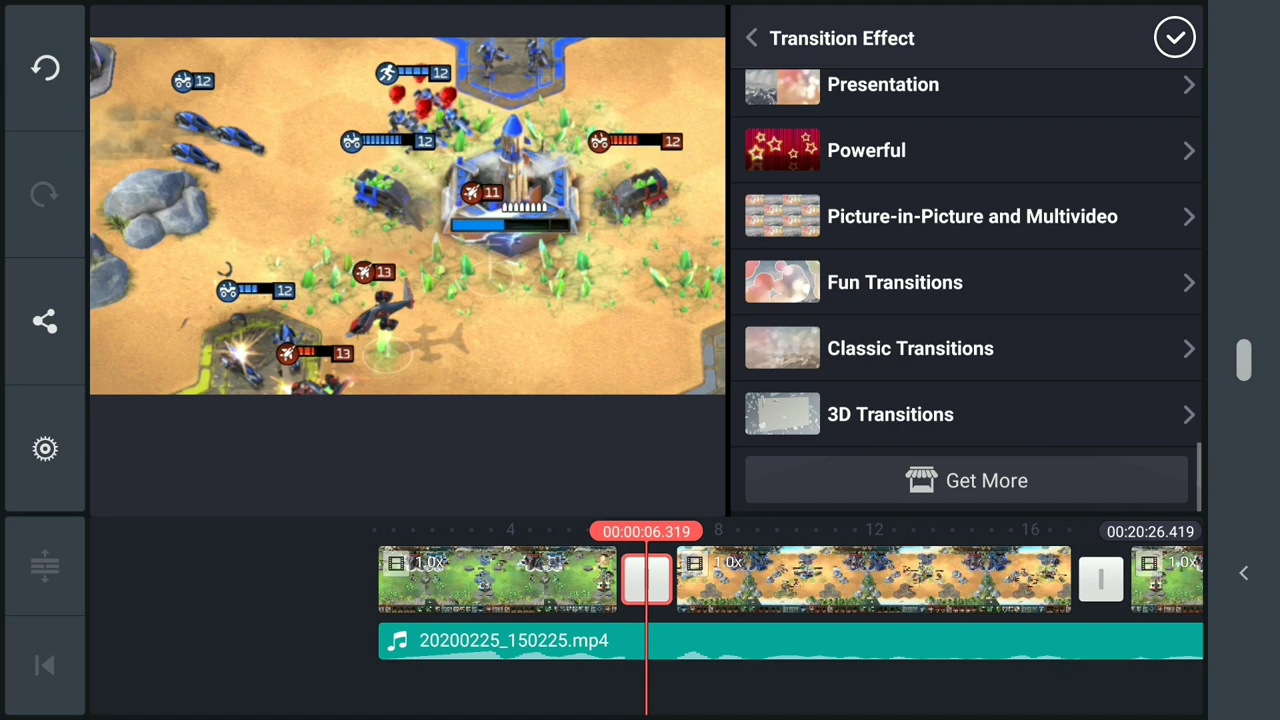 Transition Effect
Presentation
Powerful
Picture-in-Picture and Multivideo
Fun Transitions
Classic Transitions
3D Transitions
Get More
12
12
12
12
11
13
12
13
4
00:00:06.319
8
12
16
00:20:26.419
1.0x
1.0x
1.0x
20200225_150225.mp4